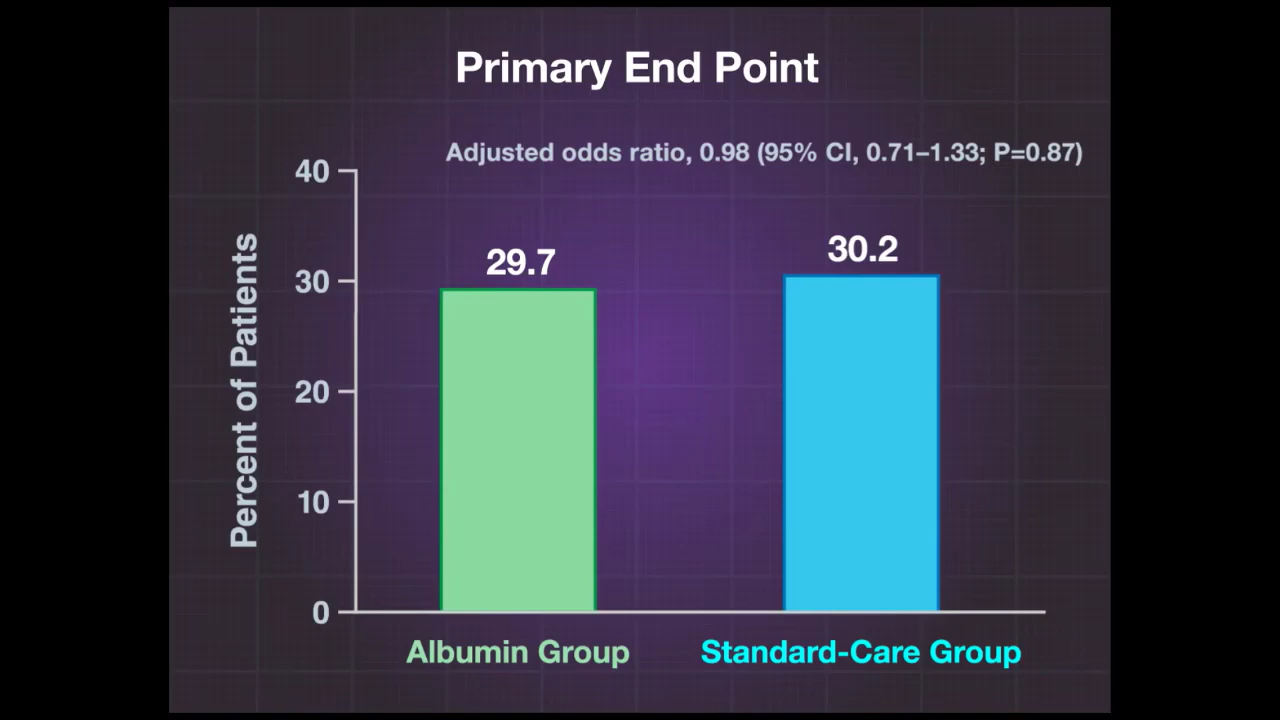 Primary End Point
Adjusted odds ratio, 0.98 (95% CI, 0.71–1.33; P=0.87)
Percent of Patients
40
30
20
10
0
29.7
30.2
Albumin Group
Standard-Care Group